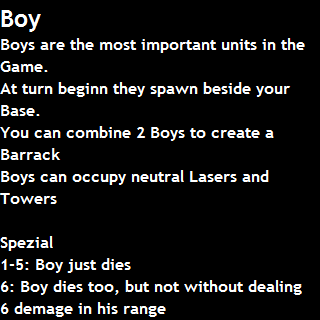 Boy
Boys are the most important units in the
Game.
At turn beginn they spawn beside your
Base.
You can combine 2 Boys to create a
Barrack
Boys can occupy neutral Lasers and
Towers
Spezial
1-5: Boy just dies
6: Boy dies too, but not without dealing
6 demage in his range